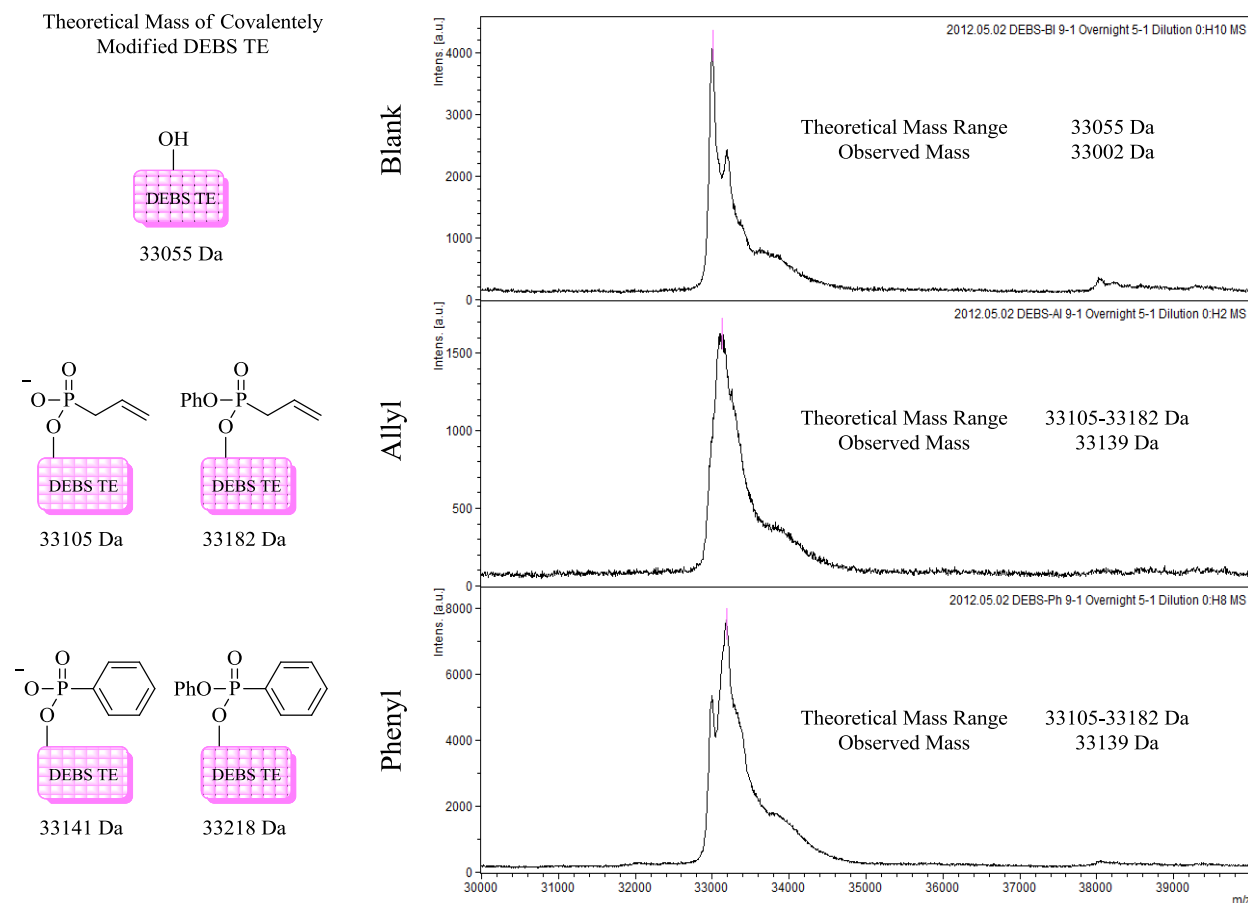 Theoretical Mass of Covalentely
Modified DEBS TE
OH
DEBS TE
33055 Da
O
−
O
P
O
DEBS TE
33105 Da
O
PhO
P
O
DEBS TE
33182 Da
O
−
O
P
O
DEBS TE
33141 Da
O
PhO
P
O
DEBS TE
33218 Da
Blank
Intens. [a.u.]
2012.05.02 DEBS-Bl 9-1 Overnight 5-1 Dilution 0:H10 MS
4000
3000
2000
1000
0
Theoretical Mass Range 33055 Da
Observed Mass 33002 Da
Allyl
Intens. [a.u.]
2012.05.02 DEBS-Al 9-1 Overnight 5-1 Dilution 0:H2 MS
1500
1000
500
0
Theoretical Mass Range 33105-33182 Da
Observed Mass 33139 Da
Phenyl
Intens. [a.u.]
2012.05.02 DEBS-Ph 9-1 Overnight 5-1 Dilution 0:H8 MS
8000
6000
4000
2000
0
Theoretical Mass Range 33105-33182 Da
Observed Mass 33139 Da
30000 31000 32000 33000 34000 35000 36000 37000 38000 39000